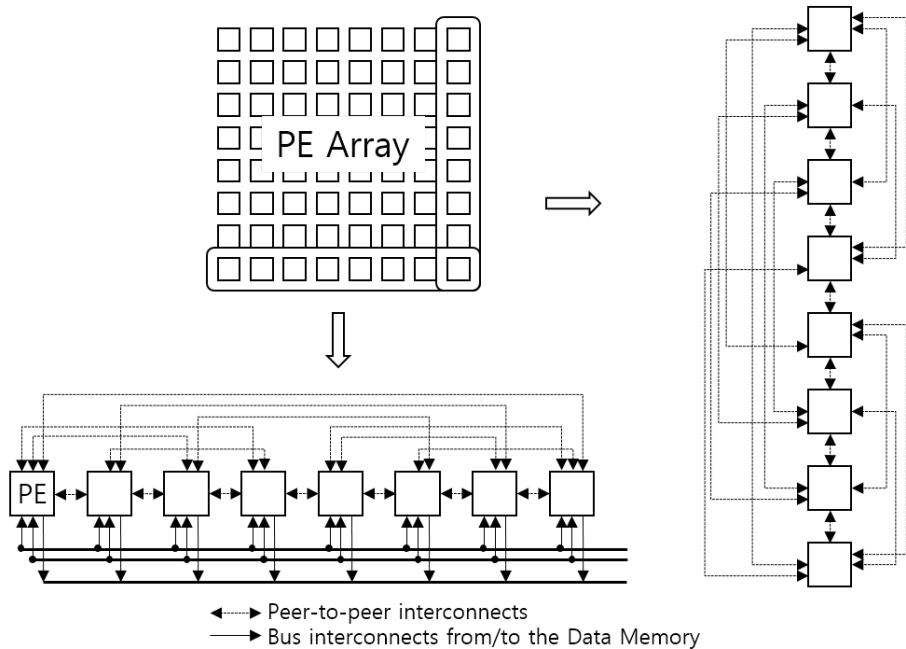 PE Array
PE
Peer-to-peer interconnects
Bus interconnects from/to the Data Memory